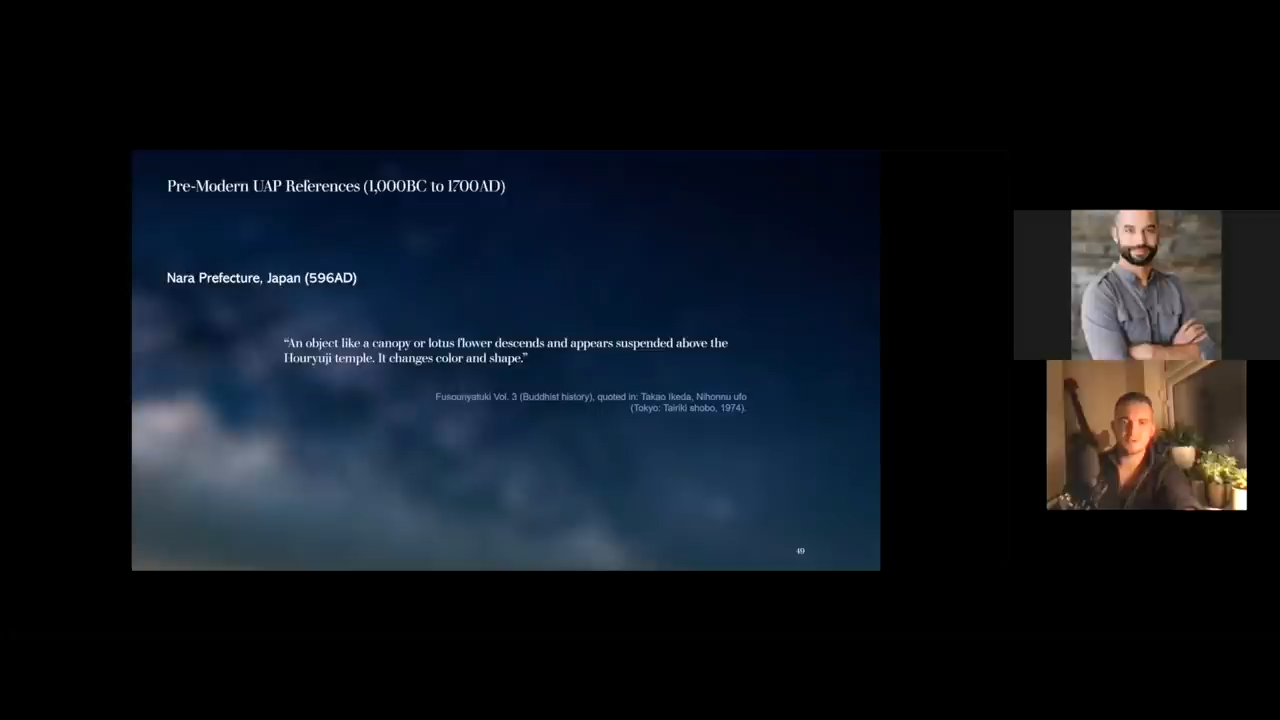 Pre-Modern UAP References (1,000BC to 1700AD)
Nara Prefecture, Japan (596AD)
“An object like a canopy or lotus flower descends and appears suspended above the
Houryuji temple. It changes color and shape.”
Fusounyatuki Vol. 3 (Buddhist history), quoted in: Takao Ikeda, Nihonnu ufo
(Tokyo: Tairiki shobo, 1974).
49